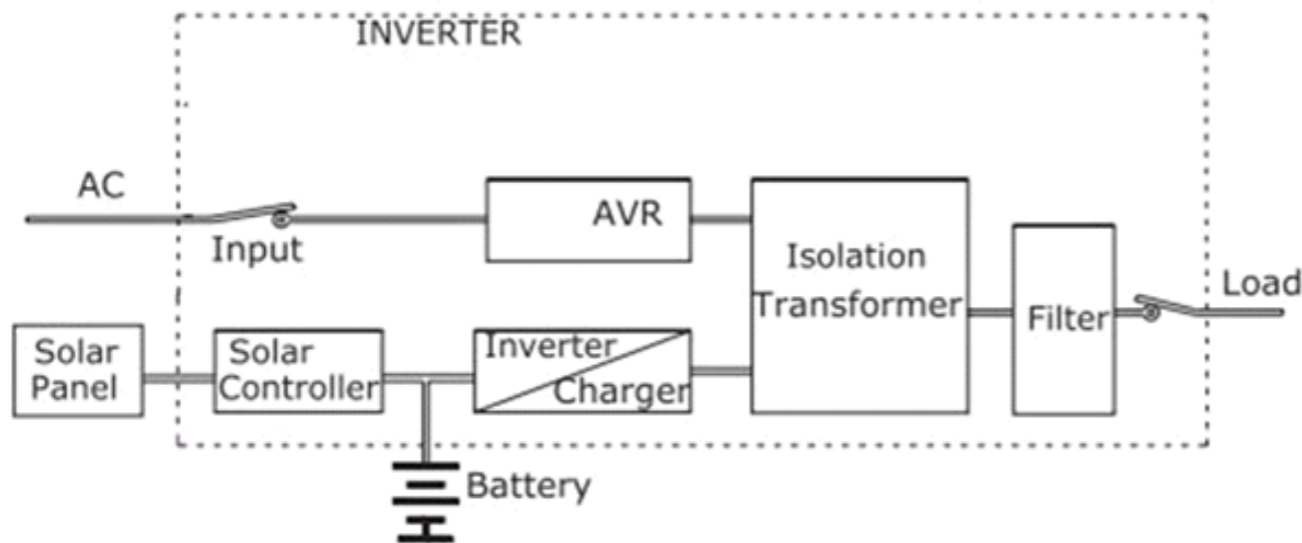 INVERTER
AC
Input
AVR
Isolation
Transformer
Filter
Load
Solar
Panel
Solar
Controller
Inverter
Charger
Battery